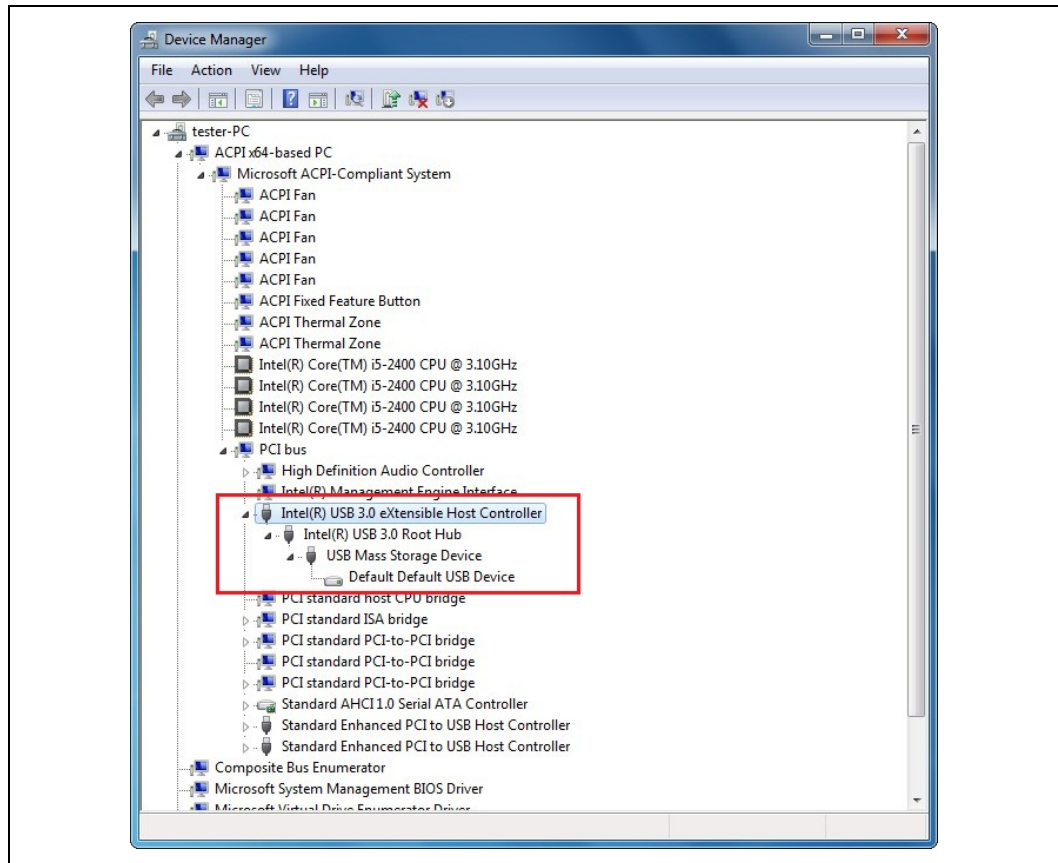 Device Manager
File Action View Help
tester-PC
ACPI x64-based PC
Microsoft ACPI-Compliant System
ACPI Fan
ACPI Fan
ACPI Fan
ACPI Fan
ACPI Fan
ACPI Fixed Feature Button
ACPI Thermal Zone
ACPI Thermal Zone
Intel(R) Core(TM) i5-2400 CPU @ 3.10GHz
Intel(R) Core(TM) i5-2400 CPU @ 3.10GHz
Intel(R) Core(TM) i5-2400 CPU @ 3.10GHz
Intel(R) Core(TM) i5-2400 CPU @ 3.10GHz
PCI bus
High Definition Audio Controller
Intel(R) Management Engine Interface
Intel(R) USB 3.0 eXtensible Host Controller
Intel(R) USB 3.0 Root Hub
USB Mass Storage Device
Default Default USB Device
PCI standard host CPU bridge
PCI standard ISA bridge
PCI standard PCI-to-PCI bridge
PCI standard PCI-to-PCI bridge
PCI standard PCI-to-PCI bridge
Standard AHCI 1.0 Serial ATA Controller
Standard Enhanced PCI to USB Host Controller
Standard Enhanced PCI to USB Host Controller
Composite Bus Enumerator
Microsoft System Management BIOS Driver
Microsoft Virtual Drive Enumerator Driver